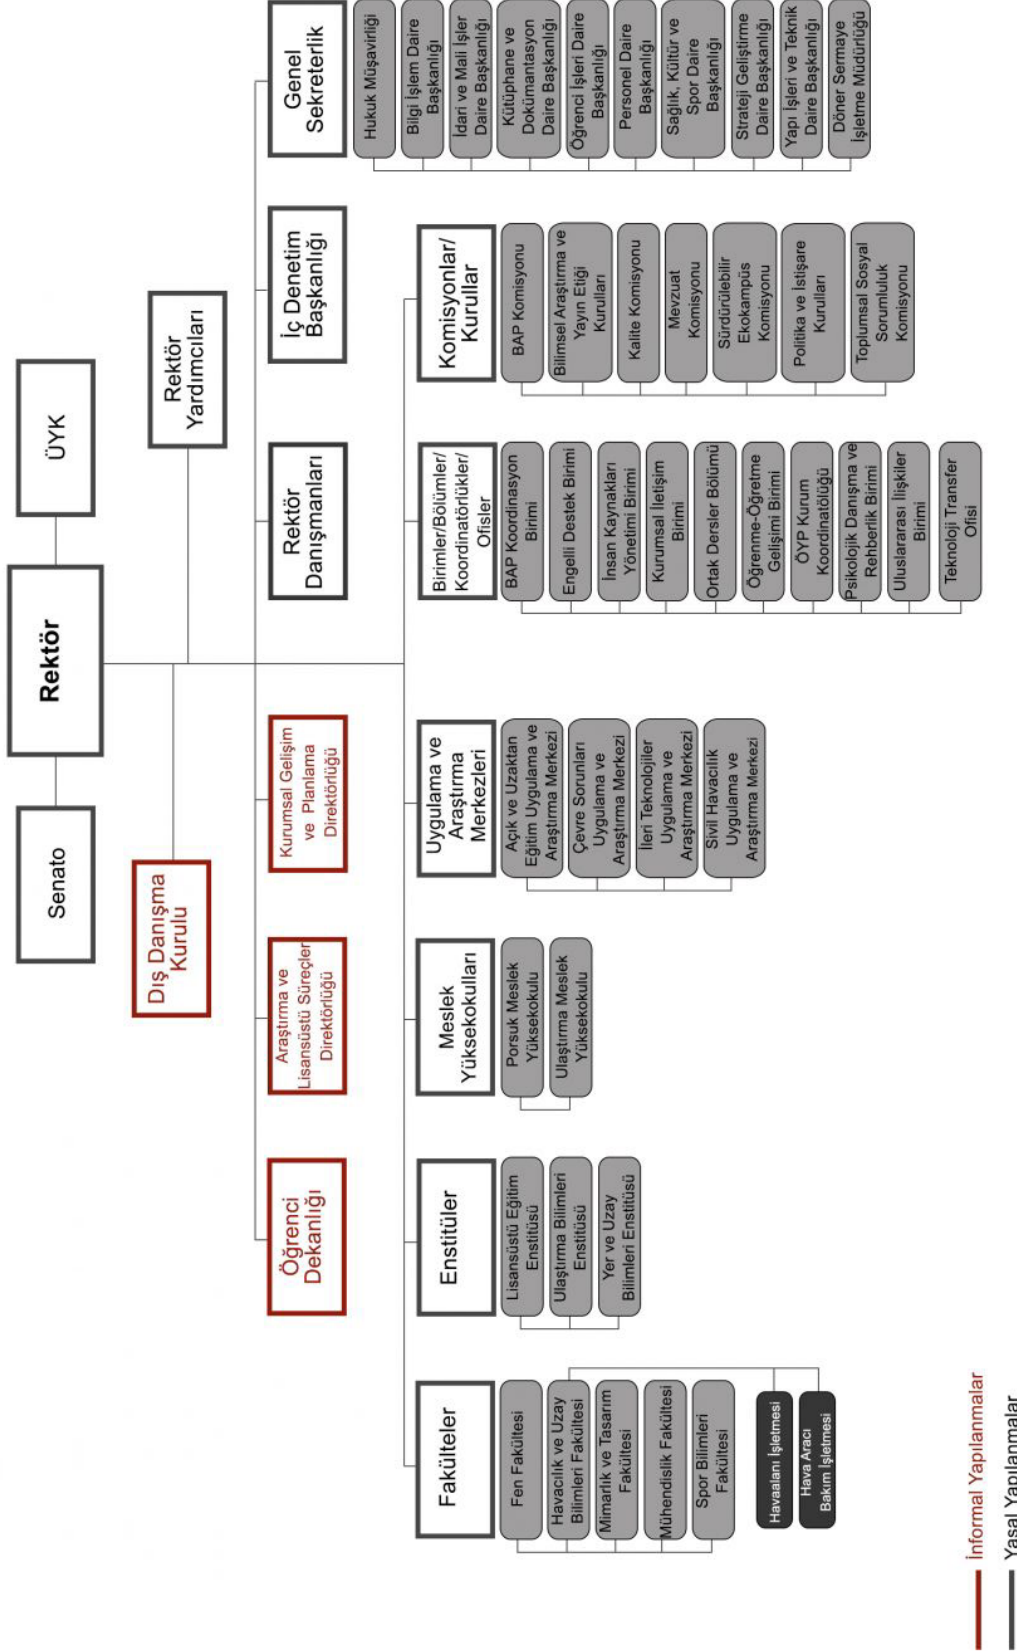 Rektör
Senato
ÜYK
Dış Danışma
Kurulu
Rektör
Yardımcıları
Öğrenci
Dekanlığı
Araştırma ve
Lisansüstü Süreçler
Direktörlüğü
Kurumsal Gelişim
ve Planlama
Direktörlüğü
Rektör
Danışmanları
İç Denetim
Başkanlığı
Genel
Sekreterlik
Hukuk Müşavirliği
Bilgi İşlem Daire
Başkanlığı
İdari ve Mali İşler
Daire Başkanlığı
Kütüphane ve
Dokümantasyon
Daire Başkanlığı
Öğrenci İşleri Daire
Başkanlığı
Personel Daire
Başkanlığı
Sağlık, Kültür ve
Spor Daire
Başkanlığı
Strateji Geliştirme
Daire Başkanlığı
Yapı İşleri ve Teknik
Daire Başkanlığı
Döner Sermaye
İşletme Müdürlüğü
Fakülteler
Fen Fakültesi
Havacılık ve Uzay
Bilimleri Fakültesi
Mimarlık ve Tasarım
Fakültesi
Mühendislik Fakültesi
Spor Bilimleri
Fakültesi
Havaalanı İşletmesi
Hava Aracı
Bakım İşletmesi
Enstitüler
Lisansüstü Eğitim
Enstitüsü
Ulaştırma Bilimleri
Enstitüsü
Yer ve Uzay
Bilimleri Enstitüsü
Meslek
Yüksekokulları
Porsuk Meslek
Yüksekokulu
Ulaştırma Meslek
Yüksekokulu
Uygulama ve
Araştırma
Merkezleri
Açık ve Uzaktan
Eğitim Uygulama ve
Araştırma Merkezi
Çevre Sorunları
Uygulama ve
Araştırma Merkezi
İleri Teknolojiler
Uygulama ve
Araştırma Merkezi
Sivil Havacılık
Uygulama ve
Araştırma Merkezi
Birimler/Bölümler/
Koordinatörlükler/
Ofisler
BAP Koordinasyon
Birimi
Engelli Destek Birimi
İnsan Kaynakları
Yönetimi Birimi
Kurumsal İletişim
Birimi
Ortak Dersler Bölümü
Öğrenme-Öğretme
Gelişimi Birimi
ÖYP Kurum
Koordinatölüğü
Psikolojik Danışma ve
Rehberlik Birimi
Uluslararası İlişkiler
Birimi
Teknoloji Transfer
Ofisi
Komisyonlar/
Kurullar
BAP Komisyonu
Bilimsel Araştırma ve
Yayın Etiği
Kurulları
Kalite Komisyonu
Mevzuat
Komisyonu
Sürdürülebilir
Ekokampüs
Komisyonu
Politika ve İstişare
Kurulları
Toplumsal Sosyal
Sorumluluk
Komisyonu
İnformal Yapılanmalar
Yasal Yapılanmalar